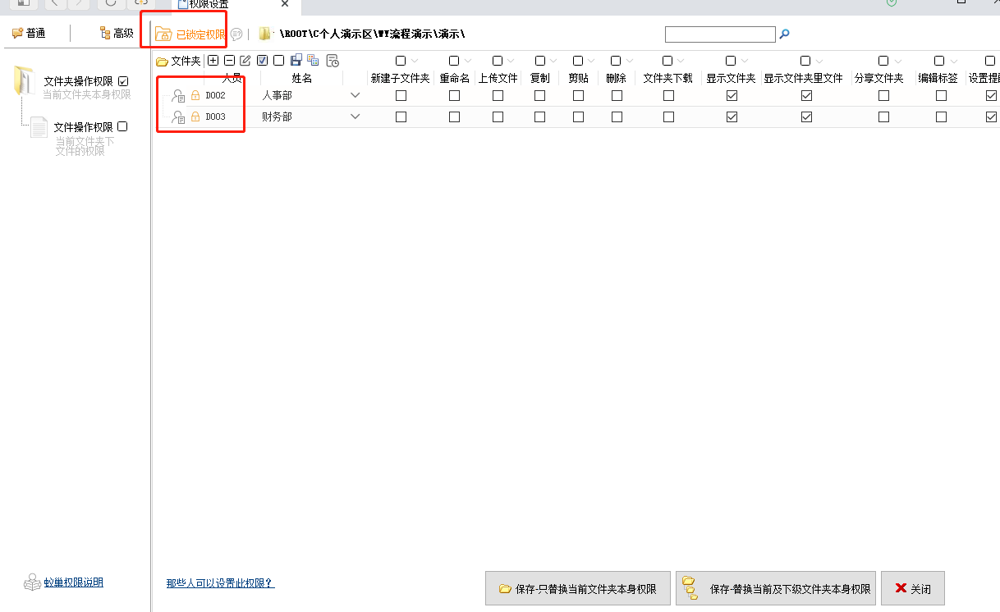 权限设置
普通 高级 已锁定权限 \ROOT\C个人演示区\WY流程演示\演示\
文件夹
人员 姓名 新建子文件夹 重命名 上传文件 复制 剪贴 删除 文件夹下载 显示文件夹 显示文件夹里文件 分享文件夹 编辑标签 设置提醒
文件夹操作权限
当前文件夹本身权限
D002 人事部
D003 财务部
文件操作权限
当前文件夹下
文件的权限
蚁巢权限说明
那些人可以设置此权限?
保存-只替换当前文件夹本身权限
保存-替换当前及下级文件夹本身权限
关闭